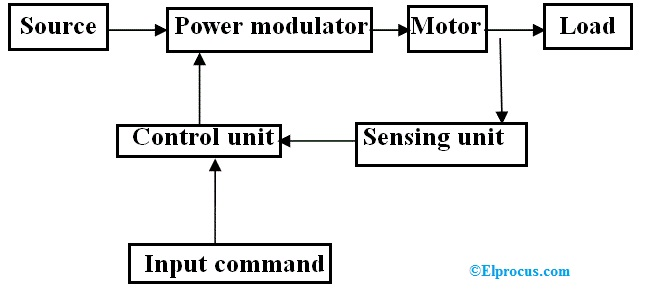 Source
Power modulator
Motor
Load
Control unit
Sensing unit
Input command
©Elprocus.com